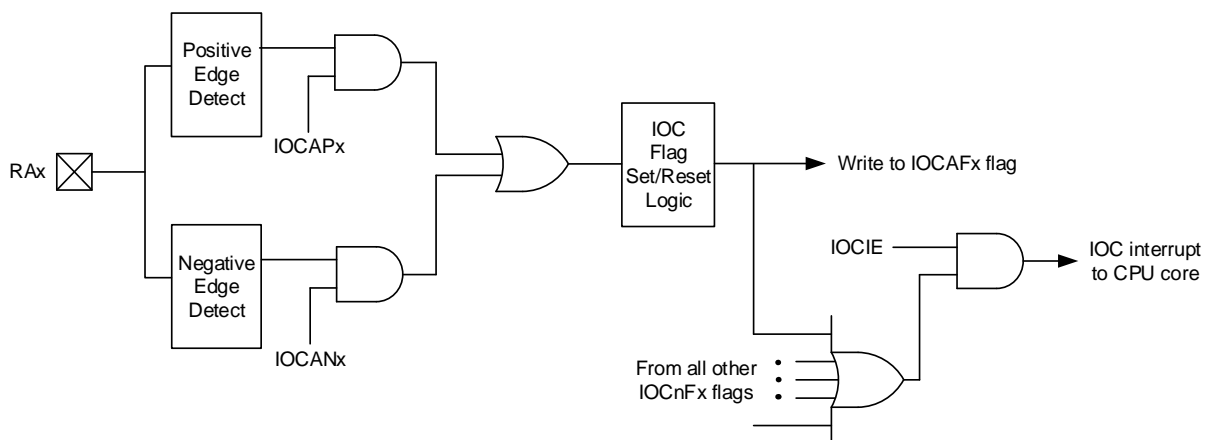 Positive
Edge
Detect
IOCAPx
RAx
Negative
Edge
Detect
IOCANx
IOC
Flag
Set/Reset
Logic
Write to IOCAFx flag
IOCIE
IOC interrupt
to CPU core
From all other
IOCnFx flags